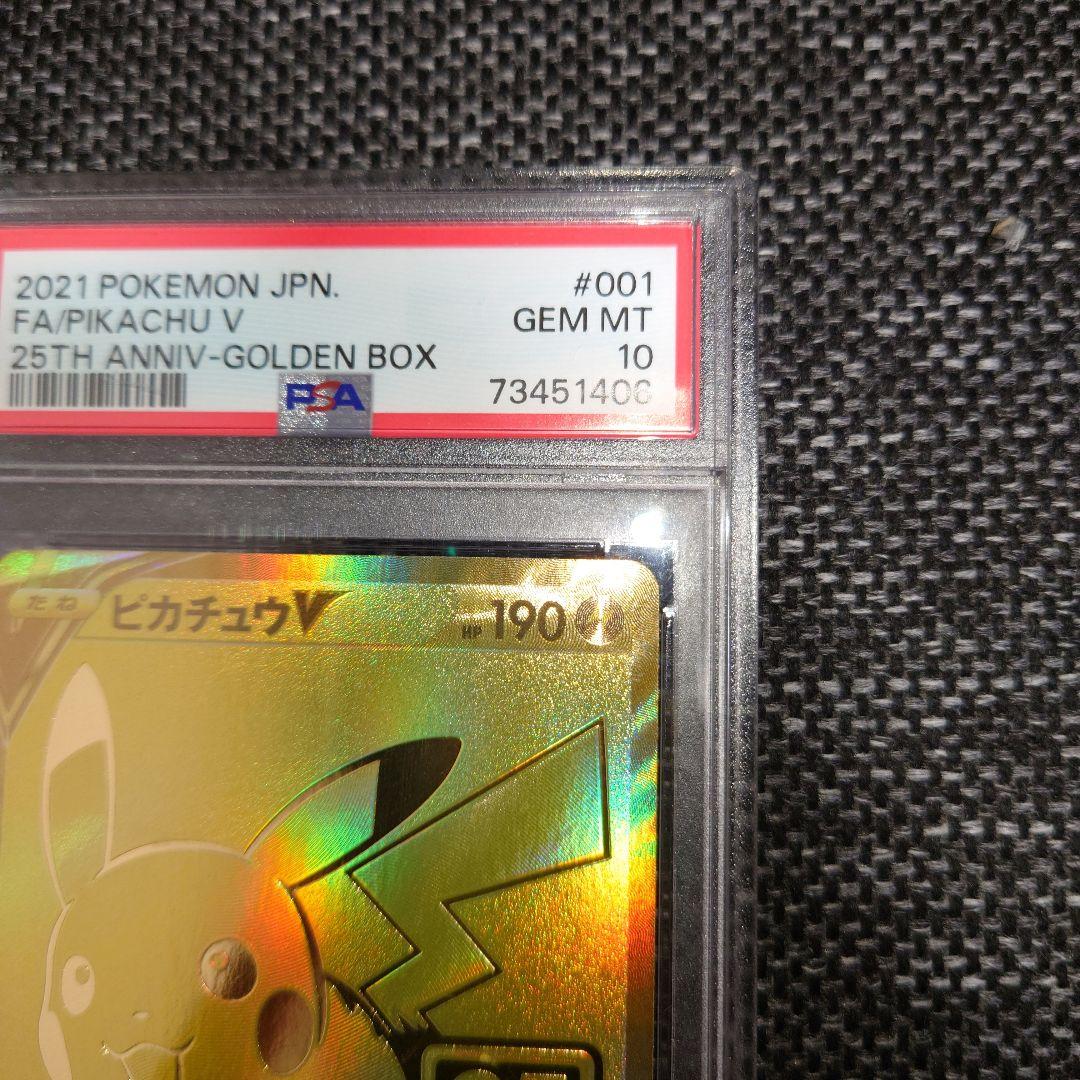 2021 POKEMON JPN. #001
FA/PIKACHU V GEM MT
25TH ANNIV-GOLDEN BOX 10
PSA 73451406
たね ピカチュウV HP 190